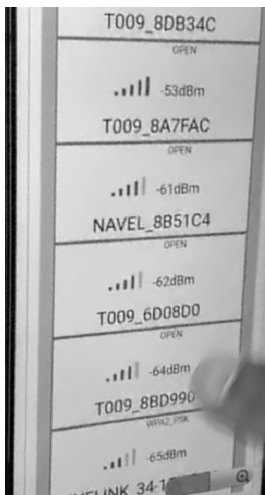 T009_8DB34C
OPEN
-53dBm
T009_8A7FAC
OPEN
-61dBm
NAVEL_8B51C4
OPEN
-62dBm
T009_6D08D0
OPEN
-64dBm
T009_8BD990
WPA2_PSK
-65dBm